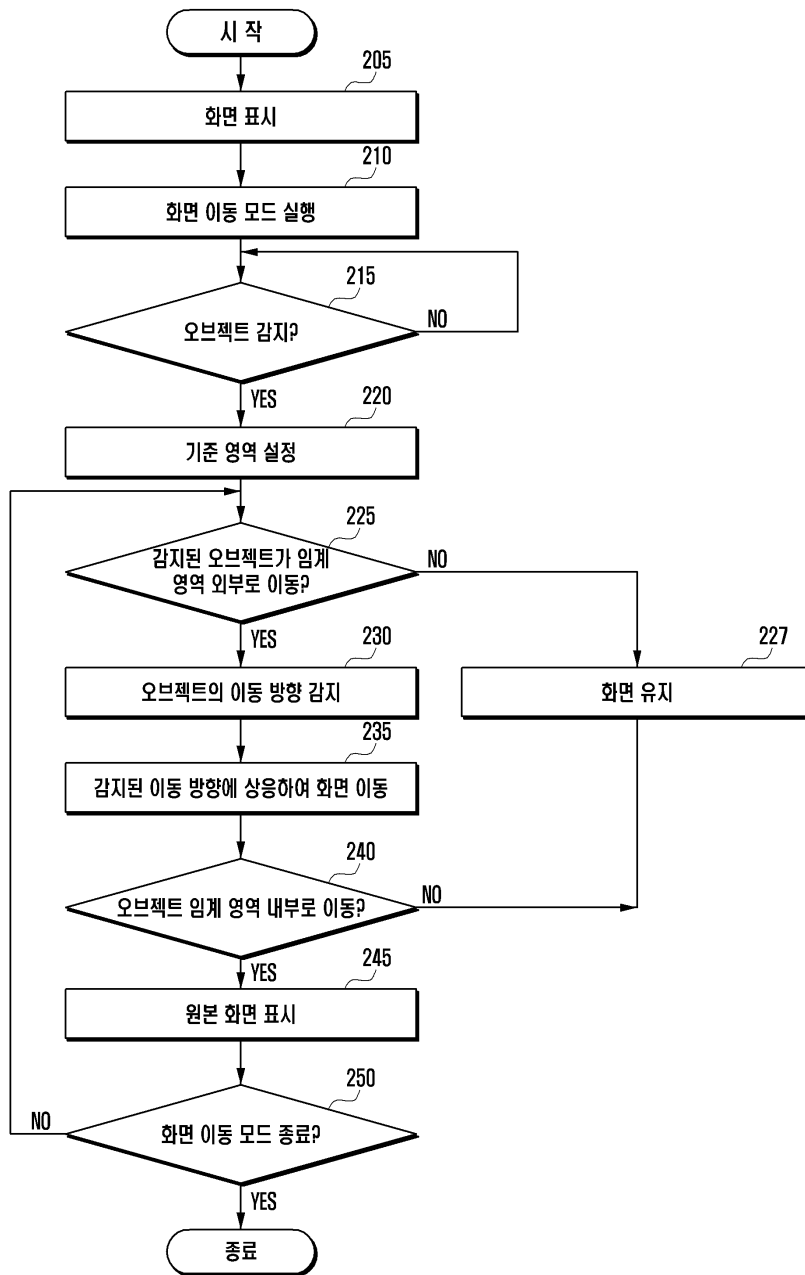 시 작
205
화면 표시
210
화면 이동 모드 실행
215
오브젝트 감지?
NO
YES
220
기준 영역 설정
225
감지된 오브젝트가 임계
영역 외부로 이동?
NO
YES
230
오브젝트의 이동 방향 감지
227
화면 유지
235
감지된 이동 방향에 상응하여 화면 이동
240
오브젝트 임계 영역 내부로 이동?
NO
YES
245
원본 화면 표시
250
화면 이동 모드 종료?
NO
YES
종료